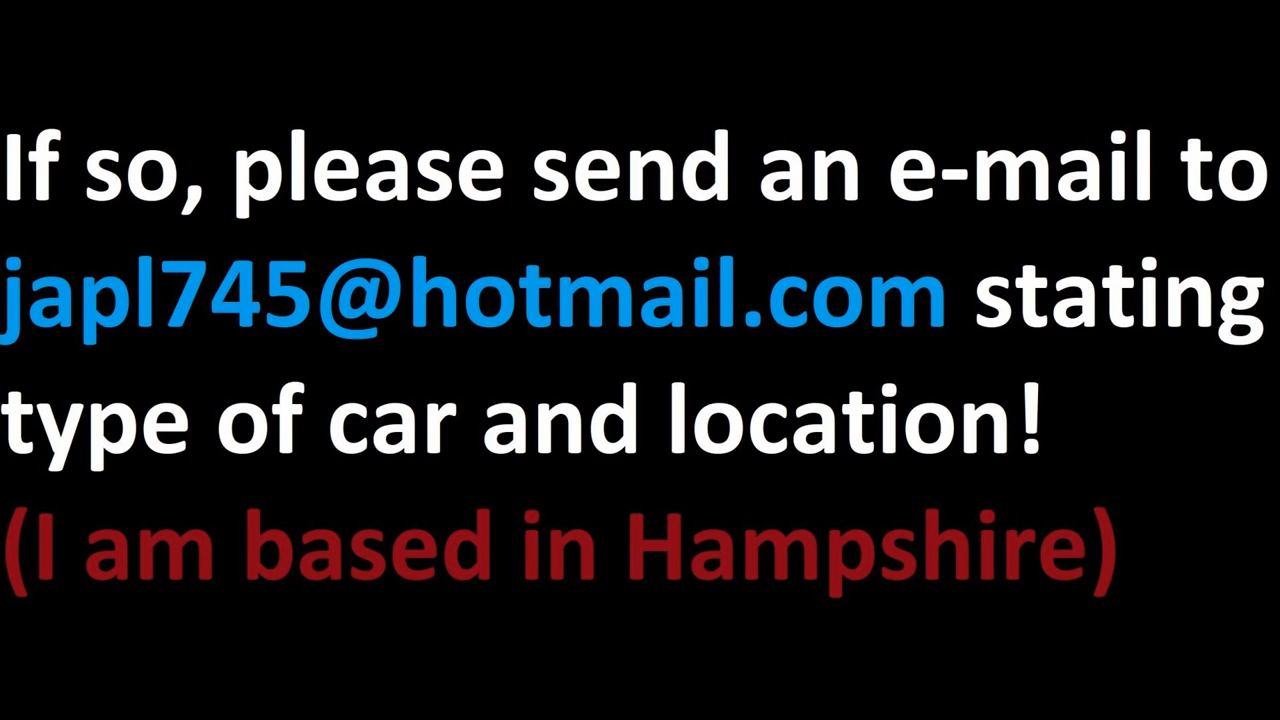 If so, please send an e-mail to
japl745@hotmail.com stating
type of car and location!
(I am based in Hampshire)